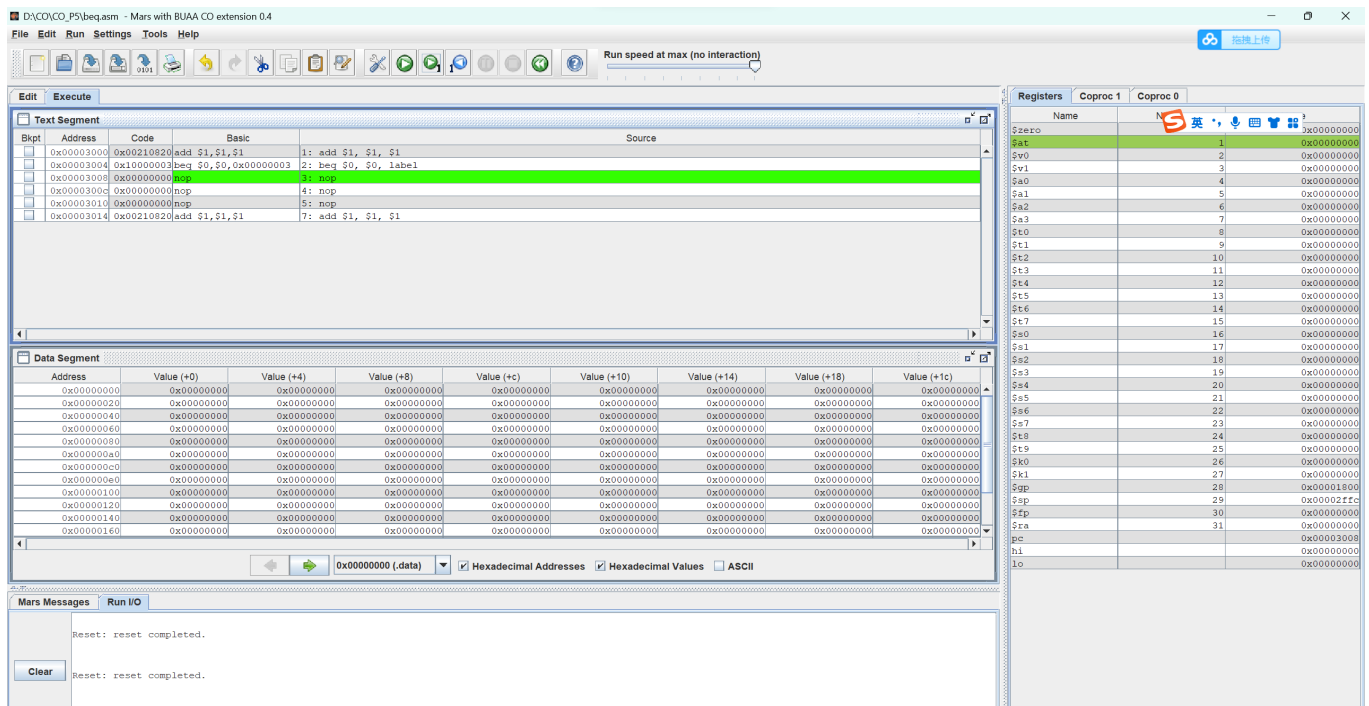 D:\CO\CO_P5\beq.asm - Mars with BUAA CO extension 0.4
File Edit Run Settings Tools Help
拖拽上传
Run speed at max (no interaction)
Edit Execute
Text Segment
Bkpt Address Code Basic Source
0x00003000 0x00210820 add $1,$1,$1 1: add $1, $1, $1
0x00003004 0x10000003 beq $0,$0,0x00000003 2: beq $0, $0, label
0x00003008 0x00000000 nop 3: nop
0x0000300c 0x00000000 nop 4: nop
0x00003010 0x00000000 nop 5: nop
0x00003014 0x00210820 add $1,$1,$1 7: add $1, $1, $1
Data Segment
Address Value (+0) Value (+4) Value (+8) Value (+c) Value (+10) Value (+14) Value (+18) Value (+1c)
0x00000000 0x00000000 0x00000000 0x00000000 0x00000000 0x00000000 0x00000000 0x00000000 0x00000000
0x00000020 0x00000000 0x00000000 0x00000000 0x00000000 0x00000000 0x00000000 0x00000000 0x00000000
0x00000040 0x00000000 0x00000000 0x00000000 0x00000000 0x00000000 0x00000000 0x00000000 0x00000000
0x00000060 0x00000000 0x00000000 0x00000000 0x00000000 0x00000000 0x00000000 0x00000000 0x00000000
0x00000080 0x00000000 0x00000000 0x00000000 0x00000000 0x00000000 0x00000000 0x00000000 0x00000000
0x000000a0 0x00000000 0x00000000 0x00000000 0x00000000 0x00000000 0x00000000 0x00000000 0x00000000
0x000000c0 0x00000000 0x00000000 0x00000000 0x00000000 0x00000000 0x00000000 0x00000000 0x00000000
0x000000e0 0x00000000 0x00000000 0x00000000 0x00000000 0x00000000 0x00000000 0x00000000 0x00000000
0x00000100 0x00000000 0x00000000 0x00000000 0x00000000 0x00000000 0x00000000 0x00000000 0x00000000
0x00000120 0x00000000 0x00000000 0x00000000 0x00000000 0x00000000 0x00000000 0x00000000 0x00000000
0x00000140 0x00000000 0x00000000 0x00000000 0x00000000 0x00000000 0x00000000 0x00000000 0x00000000
0x00000160 0x00000000 0x00000000 0x00000000 0x00000000 0x00000000 0x00000000 0x00000000 0x00000000
0x00000000 (.data) Hexadecimal Addresses Hexadecimal Values ASCII
Mars Messages Run I/O
Reset: reset completed.
Clear
Reset: reset completed.
Registers Coproc 1 Coproc 0
Name
英
$zero 0x00000000
$at 1 0x00000000
$v0 2 0x00000000
$v1 3 0x00000000
$a0 4 0x00000000
$a1 5 0x00000000
$a2 6 0x00000000
$a3 7 0x00000000
$t0 8 0x00000000
$t1 9 0x00000000
$t2 10 0x00000000
$t3 11 0x00000000
$t4 12 0x00000000
$t5 13 0x00000000
$t6 14 0x00000000
$t7 15 0x00000000
$s0 16 0x00000000
$s1 17 0x00000000
$s2 18 0x00000000
$s3 19 0x00000000
$s4 20 0x00000000
$s5 21 0x00000000
$s6 22 0x00000000
$s7 23 0x00000000
$t8 24 0x00000000
$t9 25 0x00000000
$k0 26 0x00000000
$k1 27 0x00000000
$gp 28 0x00001800
$sp 29 0x00002ffc
$fp 30 0x00000000
$ra 31 0x00000000
pc 0x00003008
hi 0x00000000
lo 0x00000000